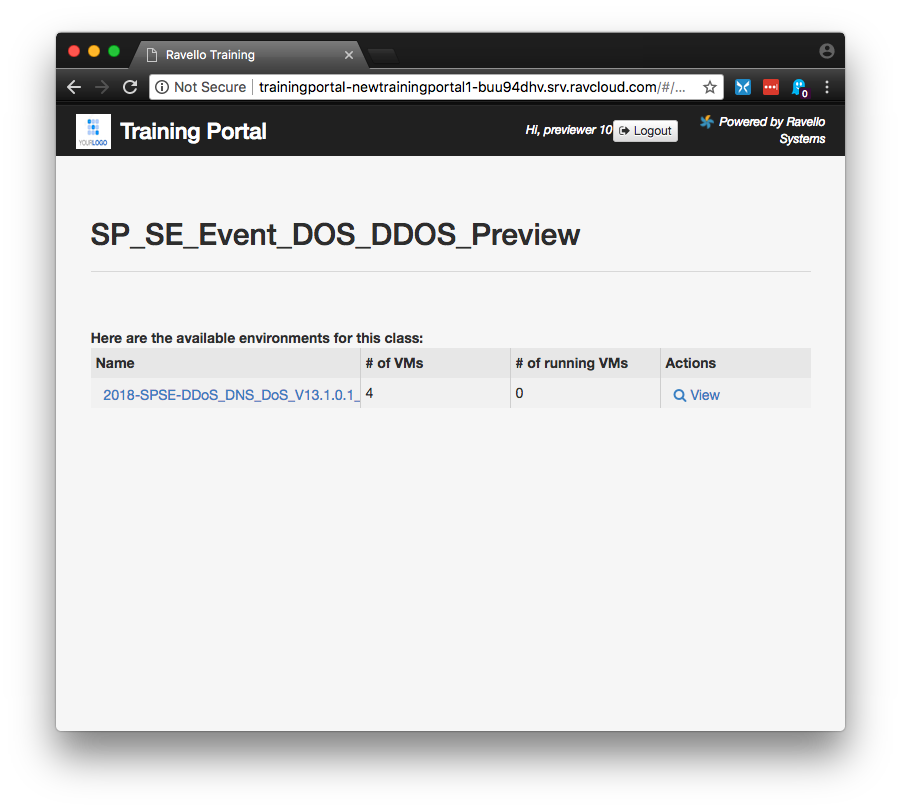 Ravello Training
Not Secure trainingportal-newtrainingportal1-buu94dhv.srv.ravcloud.com/#/...
0
YOURLOGO
Training Portal
Hi, previewer 10
Logout
Powered by Ravello
Systems
SP_SE_Event_DOS_DDOS_Preview
Here are the available environments for this class:
Name # of VMs # of running VMs Actions
2018-SPSE-DDoS_DNS_DoS_V13.1.0.1_ 4 0 View